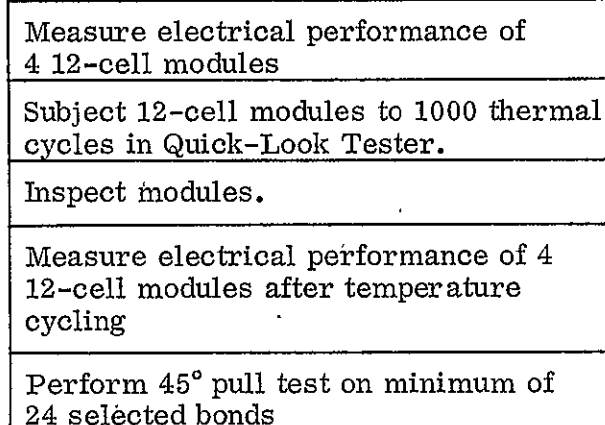 Measure electrical performance of
4 12-cell modules
Subject 12-cell modules to 1000 thermal
cycles in Quick-Look Tester.
Inspect modules.
Measure electrical performance of 4
12-cell modules after temperature
cycling
Perform 45° pull test on minimum of
24 selected bonds